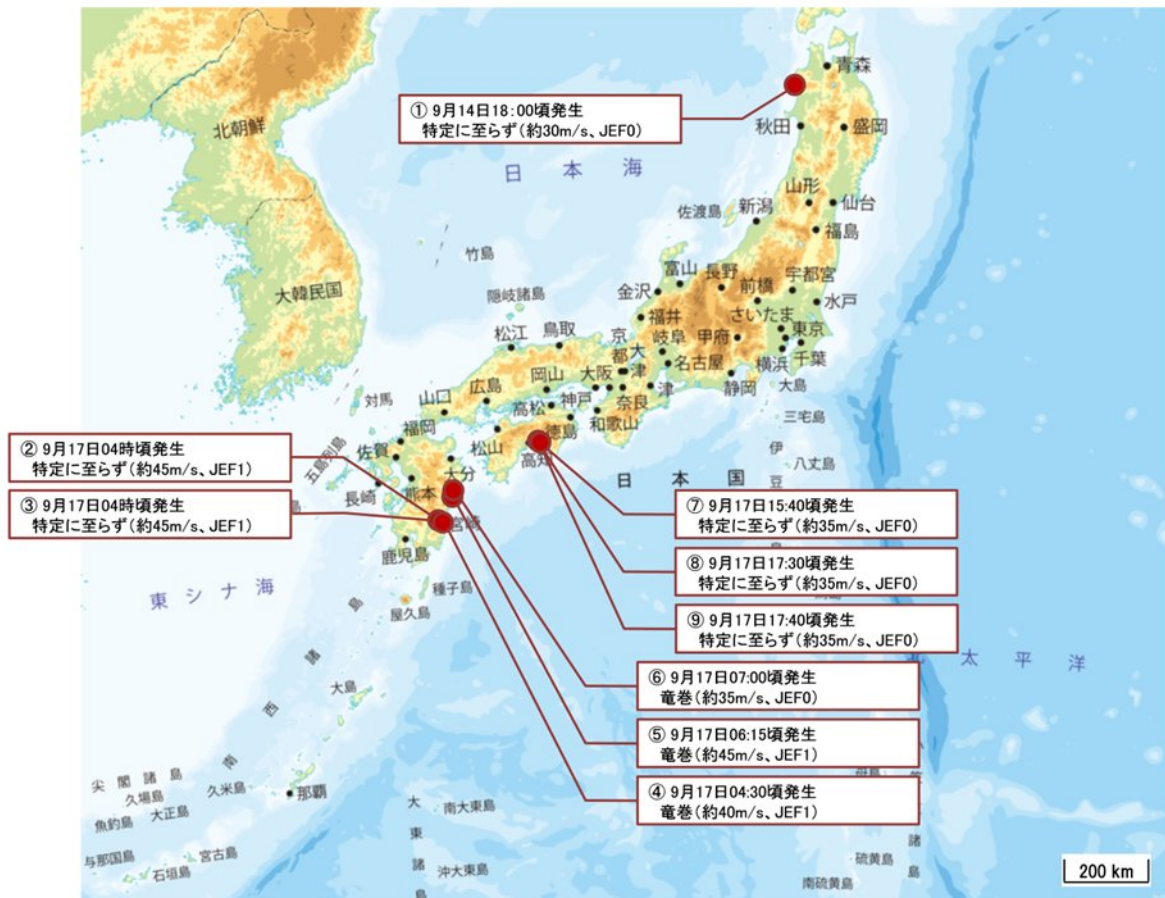 青森
① 9月14日18:00頃発生
特定に至らず(約30m/s、JEF0)
北朝鮮
秋田
盛岡
日本海
山形
仙台
佐渡島
新潟
福島
竹島
富山
長野
宇都宮
大韓民国
金沢
前橋
水戸
隠岐諸島
福井
さいたま
松江
鳥取
京都
大津
岐阜
甲府
東京
名古屋
横浜
千葉
静岡
大島
対馬
山口
広島
岡山
大阪
神戸
奈良
津
高松
和歌山
三宅島
福岡
松山
徳島
② 9月17日04時頃発生
特定に至らず(約45m/s、JEF1)
佐賀
五島列島
大分
高知
日本国
八丈島
伊豆
長崎
熊本
③ 9月17日04時頃発生
特定に至らず(約45m/s、JEF1)
島
宮崎
⑦ 9月17日15:40頃発生
特定に至らず(約35m/s、JEF0)
鹿児島
⑧ 9月17日17:30頃発生
特定に至らず(約35m/s、JEF0)
東シナ海
種子島
屋久島
⑨ 9月17日17:40頃発生
特定に至らず(約35m/s、JEF0)
太平洋
南西諸島
大島
⑥ 9月17日07:00頃発生
竜巻(約35m/s、JEF0)
⑤ 9月17日06:15頃発生
竜巻(約45m/s、JEF1)
④ 9月17日04:30頃発生
竜巻(約40m/s、JEF1)
尖閣諸島
久場島
久米島
那覇
魚釣島
大正島
大東諸島
南大東島
諸島
与那国島
宮古島
石垣島
沖大東島
硫黄島
南硫黄島
200 km